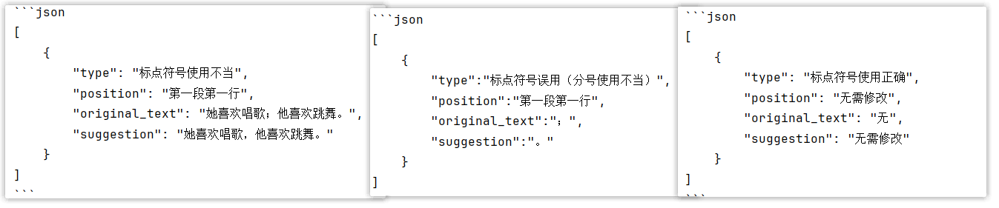 ```json
[
    {
        "type": "标点符号使用不当",
        "position": "第一段第一行",
        "original_text": "她喜欢唱歌；他喜欢跳舞。",
        "suggestion": "她喜欢唱歌，他喜欢跳舞。"
    }
]
```
```json
[
    {
        "type":"标点符号误用（分号使用不当）",
        "position":"第一段第一行",
        "original_text":"；",
        "suggestion":"。"
    }
]
```json
[
    {
        "type": "标点符号使用正确",
        "position": "无需修改",
        "original_text": "无",
        "suggestion": "无需修改"
    }
]
```